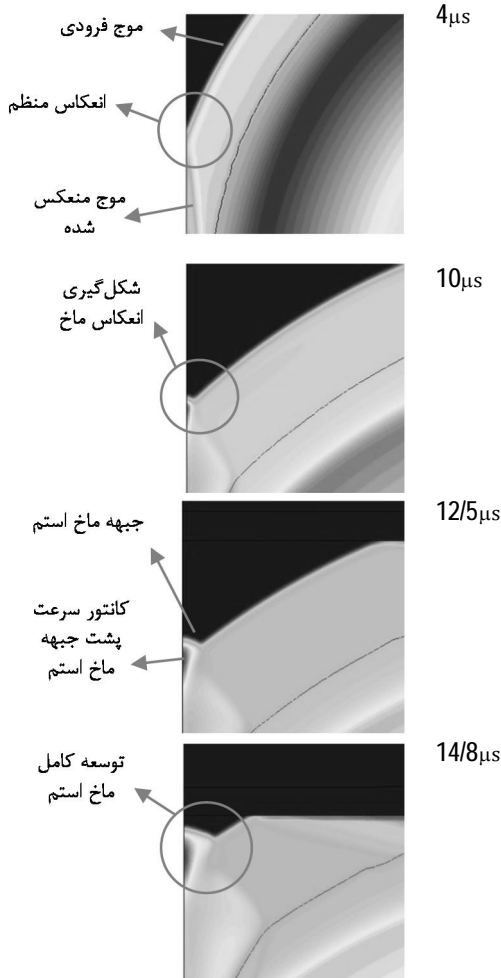 4μs
موج فرودی
انعکاس منظم
موج منعکس
شده
10μs
شکل‌گیری
انعکاس ماخ
12/5μs
جبهه ماخ استم
کانتور سرعت
پشت جبهه
ماخ استم
14/8μs
توسعه کامل
ماخ استم